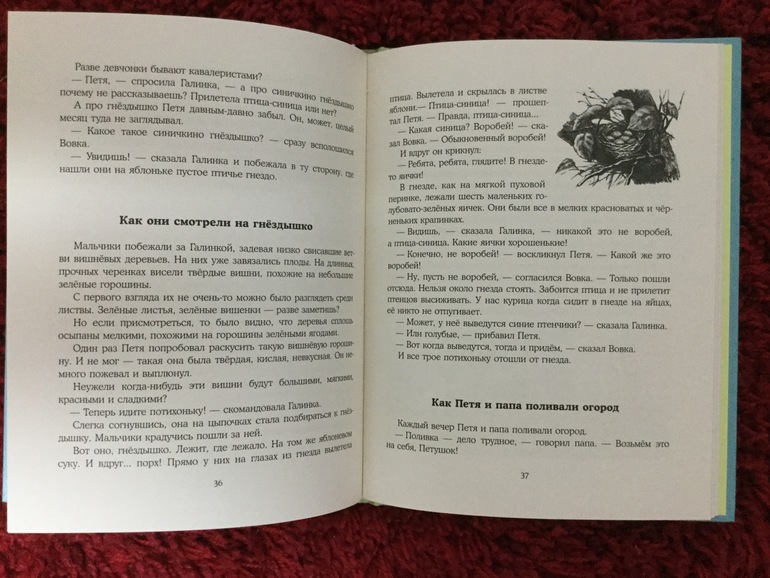 Разве девчонки бывают кавалеристами?
— Петя, — спросила Галинка, — а про синичкино гнёздышко
почему не рассказываешь? Прилетела птица-синица или нет?
А про гнёздышко Петя давным-давно забыл. Он, может, целый
месяц туда не заглядывал.
— Какое такое синичкино гнёздышко? — сразу всполошился
Вовка.
— Увидишь! — сказала Галинка и побежала в ту сторону, где
нашли они на яблоньке пустое птичье гнездо.
Как они смотрели на гнёздышко
Мальчики побежали за Галинкой, задевая низко свисавшие вет-
ви вишнёвых деревьев. На них уже завязались плоды. На длинных,
прочных черенках висели твёрдые вишни, похожие на небольшие
зелёные горошины.
С первого взгляда их не очень-то можно было разглядеть среди
листвы. Зелёные листья, зелёные вишенки — разве заметишь?
Но если присмотреться, то было видно, что деревья сплошь
осыпаны мелкими, похожими на горошины зелёными ягодами.
Один раз Петя попробовал раскусить такую вишнёвую гороши-
ну. И не мог — такая она была твёрдая, кислая, невкусная. Он не-
много пожевал и выплюнул.
Неужели когда-нибудь эти вишни будут большими, мягкими,
красными и сладкими?
— Теперь идите потихоньку! — скомандовала Галинка.
Слегка согнувшись, она на цыпочках стала подбираться к гнёз-
дышку. Мальчики крадучись пошли за ней.
Вот оно, гнёздышко. Лежит, где лежало. На том же яблоневом
суку. И вдруг... порх! Прямо у них на глазах из гнезда вылетела
36
птица. Вылетела и скрылась в листве
яблони.— Птица-синица! — прошеп-
тал Петя. — Правда, птица-синица...
— Какая синица? Воробей! — ска-
зал Вовка. — Обыкновенный воробей!
И вдруг он крикнул:
— Ребята, ребята, глядите! В гнезде-
то яички!
В гнезде, как на мягкой пуховой
перинке, лежали шесть маленьких го-
лубовато-зелёных яичек. Они были все в мелких красноватых и чёр-
неньких крапинках.
— Видишь, — сказала Галинка, — никакой это не воробей,
а птица-синица. Какие яички хорошенькие!
— Конечно, не воробей! — воскликнул Петя. — Какой же это
воробей!
— Ну, пусть не воробей, — согласился Вовка. — Только пошли
отсюда. Нельзя около гнезда стоять. Забоится птица и не прилетит
птенцов высиживать. У нас курица когда сидит в гнезде на яйцах,
её никто не отпугивает.
— Может, у неё выведутся синие птенчики? — сказала Галинка.
— Или голубые, — прибавил Петя.
— Вот когда выведутся, тогда и придём, — сказал Вовка.
И все трое потихоньку отошли от гнезда.
Как Петя и папа поливали огород
Каждый вечер Петя и папа поливали огород.
— Поливка — дело трудное, — говорил папа. — Возьмём это
на себя, Петушок!
37